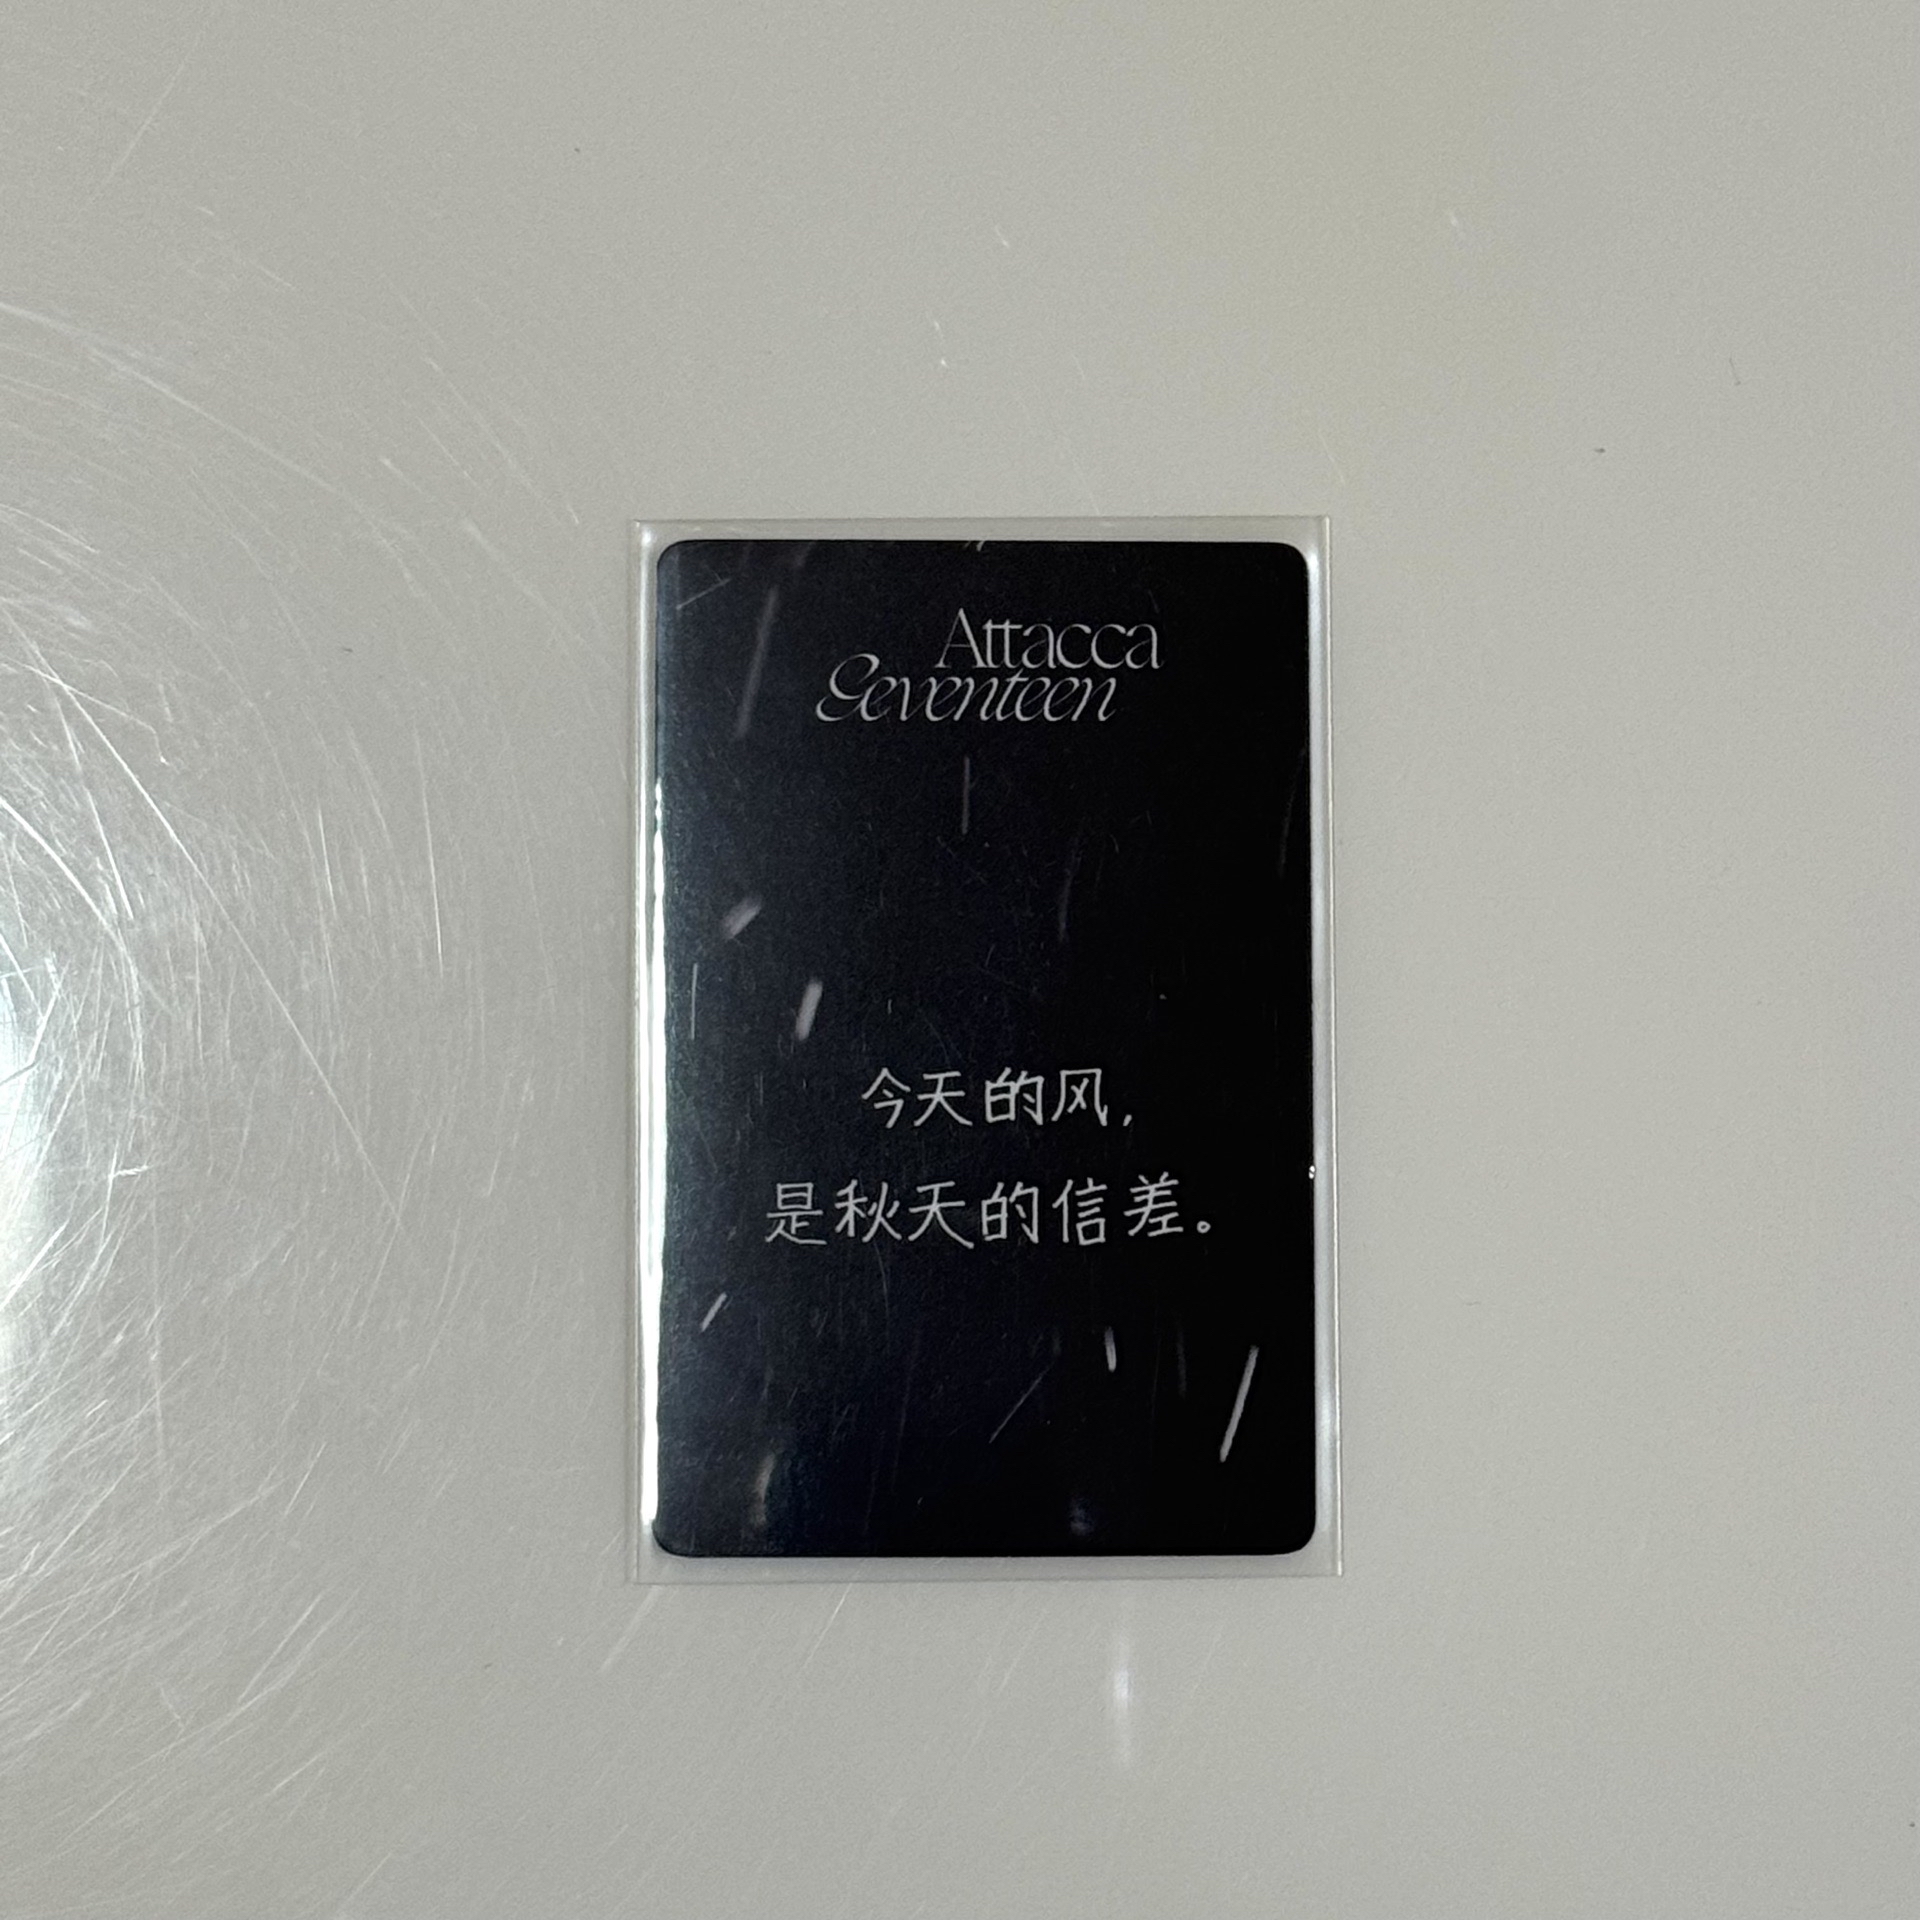 Attacca
Seventeen
今天的风,
是秋天的信差。